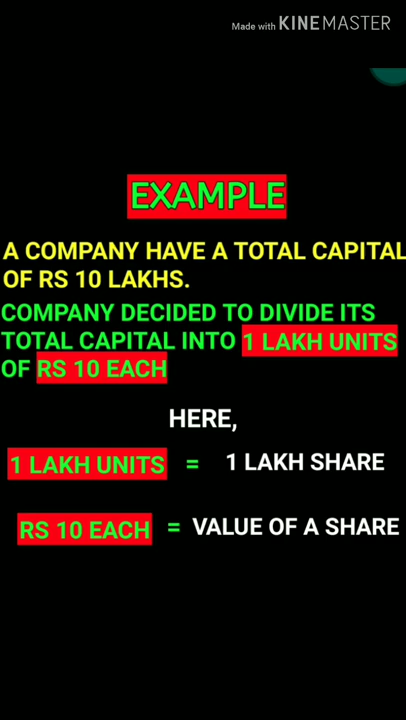 Made with KINEMASTER
EXAMPLE
A COMPANY HAVE A TOTAL CAPITAL
OF RS 10 LAKHS.
COMPANY DECIDED TO DIVIDE ITS
TOTAL CAPITAL INTO 1 LAKH UNITS
OF RS 10 EACH
HERE,
1 LAKH UNITS = 1 LAKH SHARE
RS 10 EACH = VALUE OF A SHARE